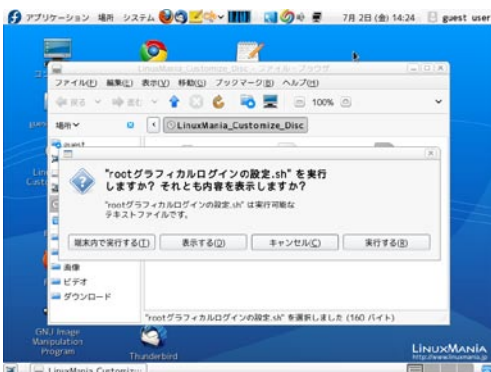 アプリケーション 場所 システム
7月 2日 (金) 14:24
guest user
LinuxMania_Customize_Disc - ファイル・ブラウザ
ファイル(F) 編集(E) 表示(V) 移動(G) ブックマーク(B) ヘルプ(H)
戻る 進む 100%
場所 LinuxMania_Customize_Disc
"rootグラフィカルログインの設定.sh" を実行
しますか? それとも内容を表示しますか?
"rootグラフィカルログインの設定.sh" は実行可能な
テキストファイルです。
端末内で実行する(T) 表示する(D) キャンセル(C) 実行する(R)
画像
ビデオ
ダウンロード
"rootグラフィカルログインの設定.sh" を選択しました (160 バイト)
GNU Image
Manipulation
Program
Thunderbird
LinuxMania
http://www.linuxmania.jp